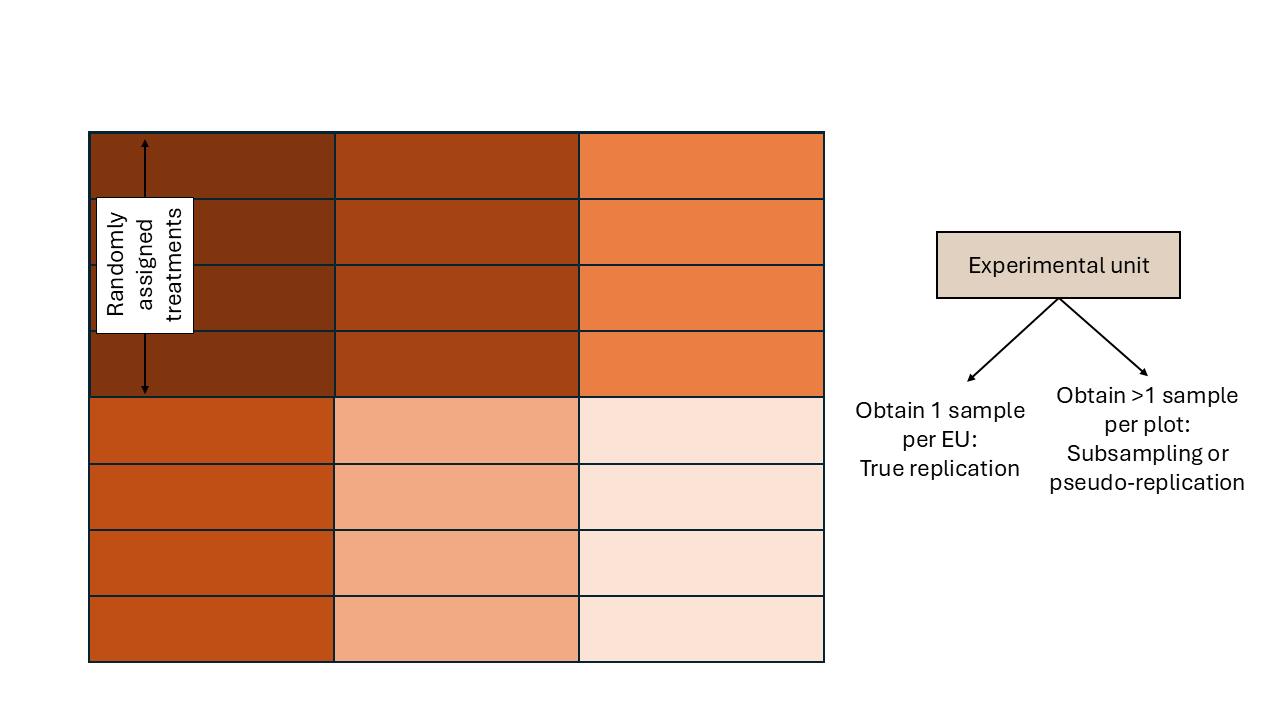 Randomly
assigned
treatments
Experimental unit
Obtain 1 sample
per EU:
True replication
Obtain >1 sample
per plot:
Subsampling or
pseudo-replication